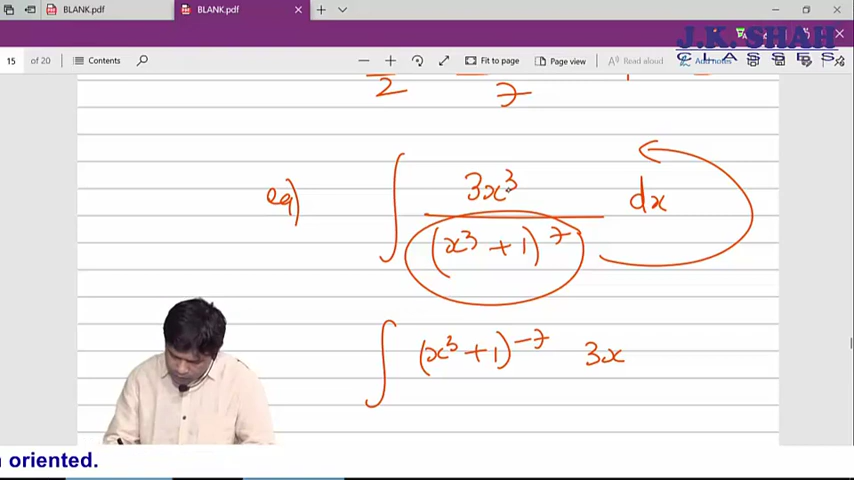 BLANK.pdf
BLANK.pdf
J.K. SHAH
CLASSES
15 of 20
Contents
Fit to page
Page view
Read aloud
Add notes
2 7
eg) ∫ 3x³ / (x³ + 1)⁷ dx
∫ (x³ + 1)⁻⁷ 3x
oriented.